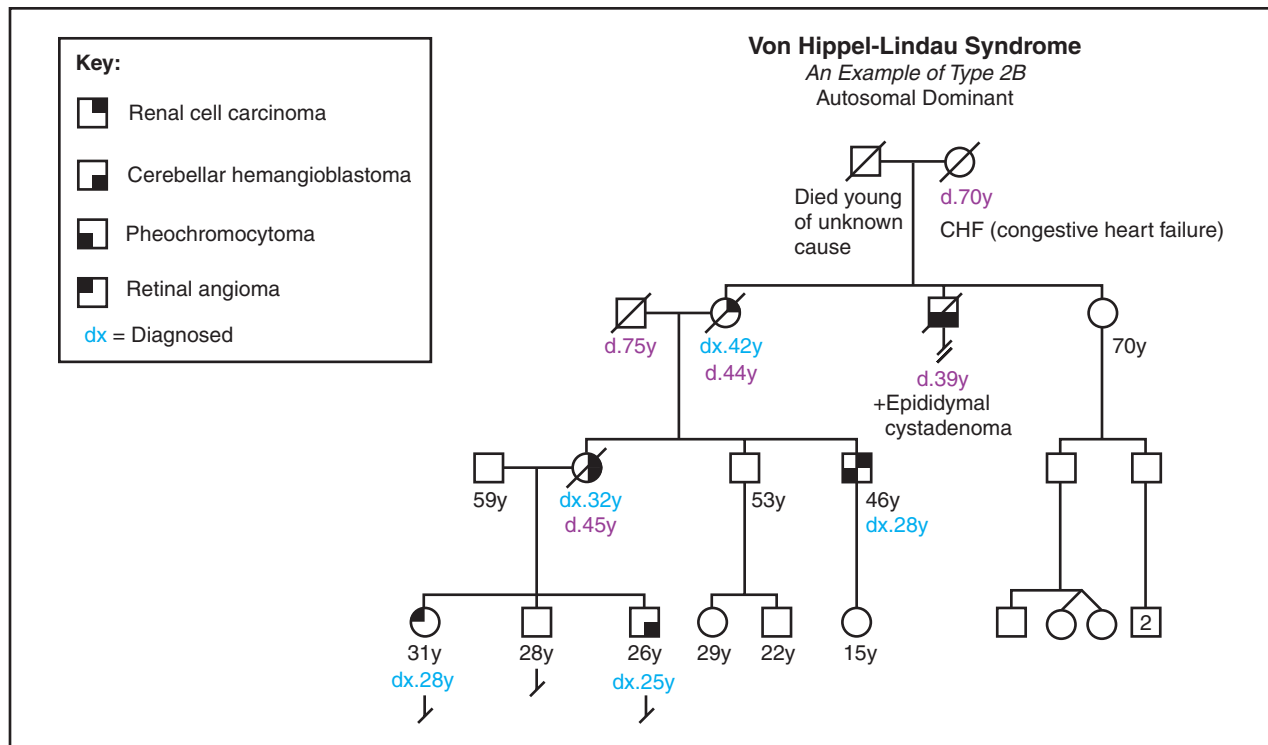 Key:
Renal cell carcinoma
Cerebellar hemangioblastoma
Pheochromocytoma
Retinal angioma
dx = Diagnosed
Von Hippel-Lindau Syndrome
An Example of Type 2B
Autosomal Dominant
Died young
of unknown
cause
d.70y
CHF (congestive heart failure)
d.75y
dx.42y
d.44y
d.39y
+Epididymal
cystadenoma
70y
59y
dx.32y
d.45y
53y
46y
dx.28y
31y
dx.28y
28y
26y
dx.25y
29y
22y
15y
2